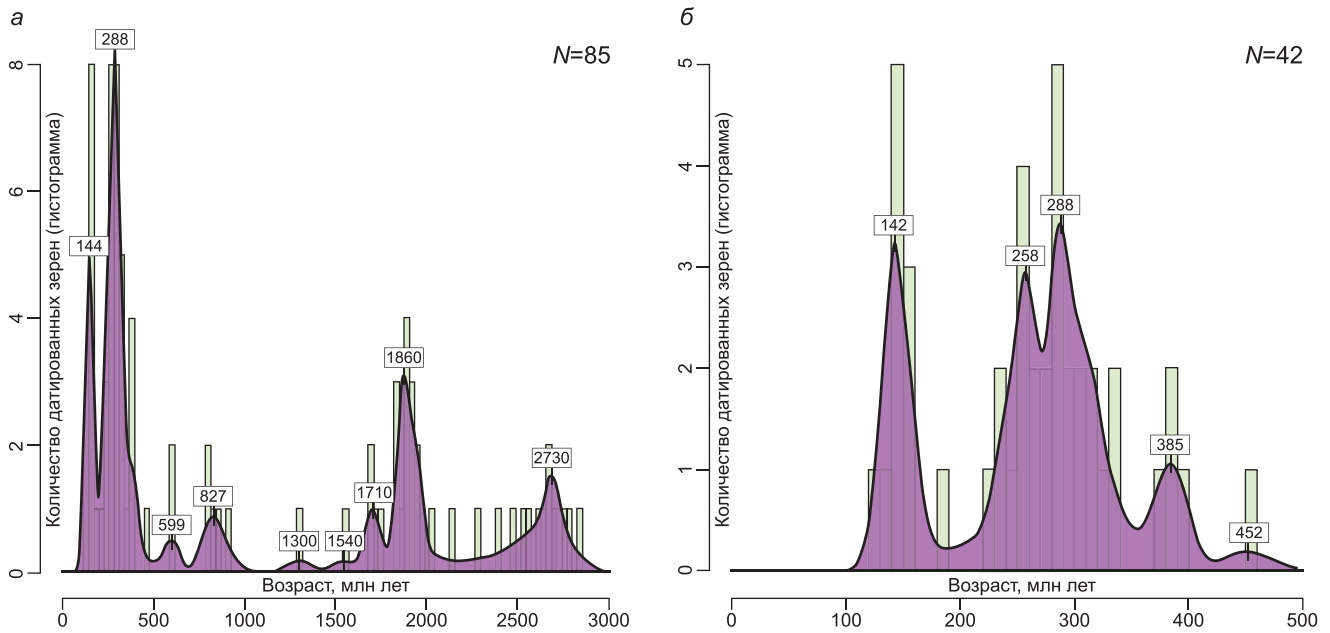 а
N=85
Количество датированных зерен (гистограмма)
0
2
4
6
8
144
288
599
827
1300
1540
1710
1860
2730
Возраст, млн лет
0 500 1000 1500 2000 2500 3000
б
N=42
Количество датированных зерен (гистограмма)
0
1
2
3
4
5
142
258
288
385
452
Возраст, млн лет
0 100 200 300 400 500